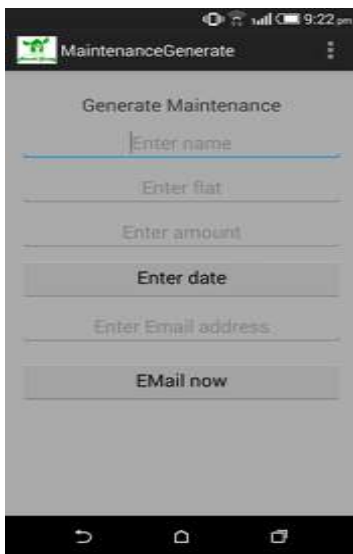 9:22 pm
MaintenanceGenerate
Generate Maintenance
Enter name
Enter flat
Enter amount
Enter date
Enter Email address
EMail now